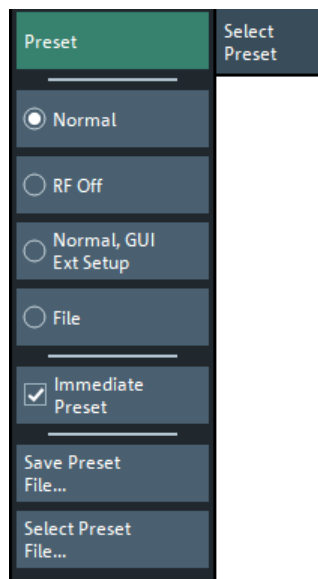 Preset
Select
Preset
Normal
RF Off
Normal, GUI
Ext Setup
File
Immediate
Preset
Save Preset
File...
Select Preset
File...